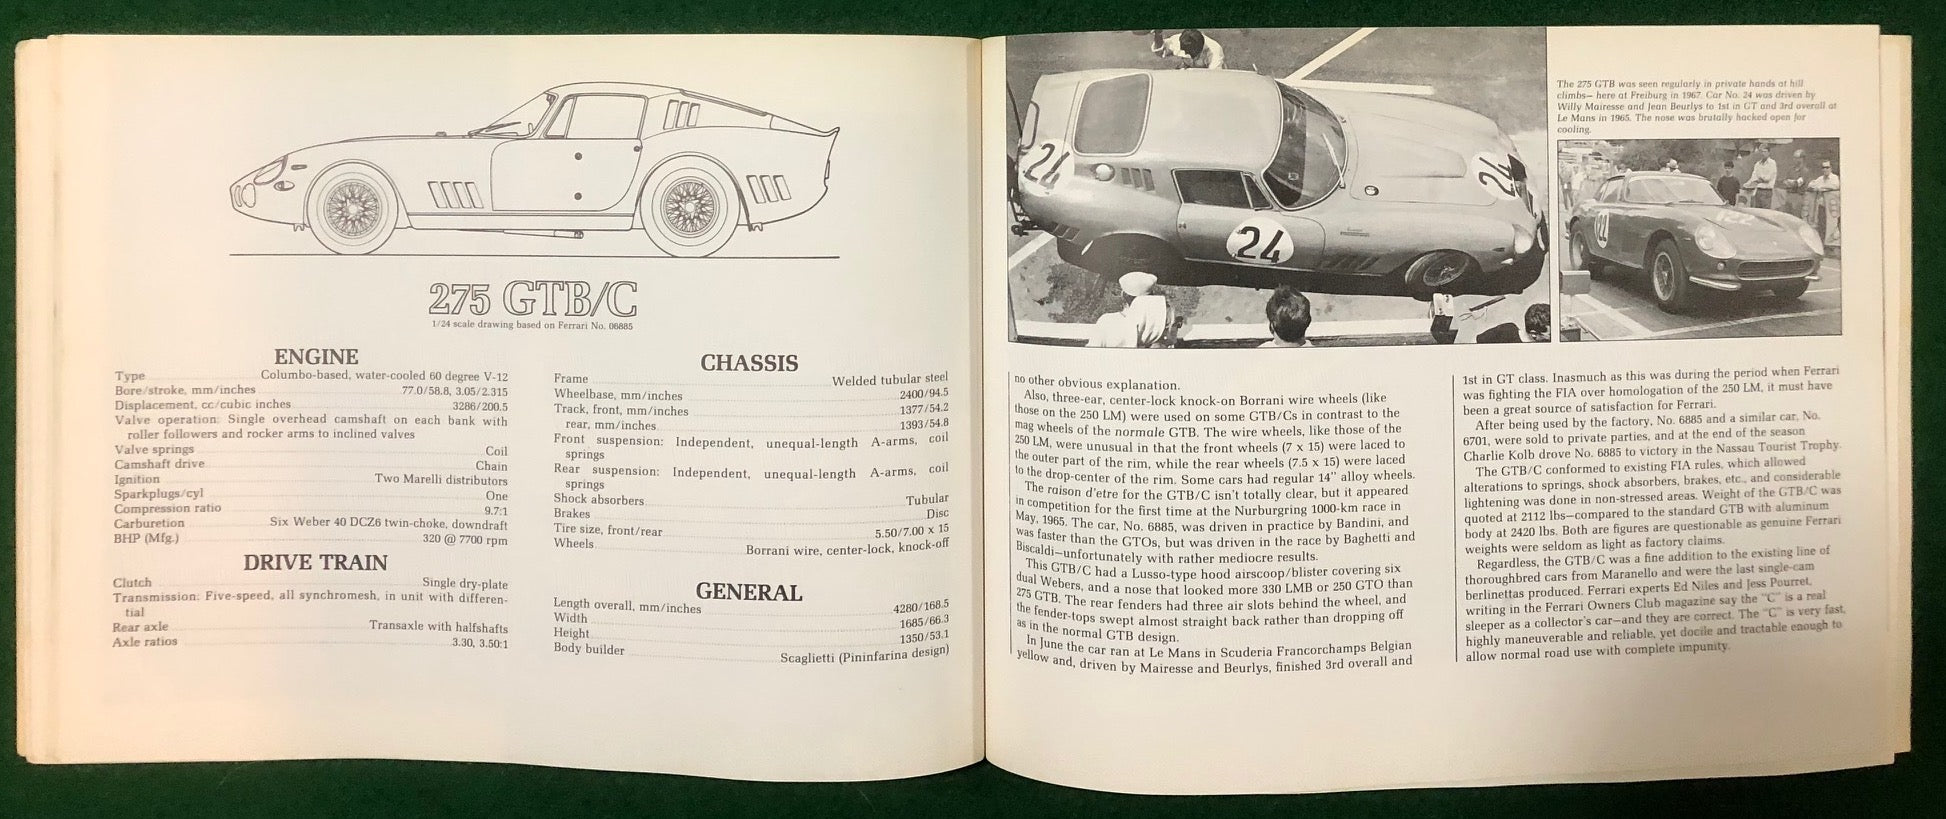 275 GTB/C
1/24 scale drawing based on Ferrari No. 06885
ENGINE
Type Columbo-based, water-cooled 60 degree V-12
Bore/stroke, mm/inches 77.0/58.8, 3.05/2.315
Displacement, cc/cubic inches 3286/200.5
Valve operation: Single overhead camshaft on each bank with
roller followers and rocker arms to inclined valves
Valve springs Coil
Camshaft drive Chain
Ignition Two Marelli distributors
Sparkplugs/cyl One
Compression ratio 9.7:1
Carburetion Six Weber 40 DCZ6 twin-choke, downdraft
BHP (Mfg.) 320 @ 7700 rpm
DRIVE TRAIN
Clutch Single dry-plate
Transmission: Five-speed, all synchromesh, in unit with differen-
tial
Rear axle Transaxle with halfshafts
Axle ratios 3.30, 3.50:1
CHASSIS
Frame Welded tubular steel
Wheelbase, mm/inches 2400/94.5
Track, front, mm/inches 1377/54.2
rear, mm/inches 1393/54.8
Front suspension: Independent, unequal-length A-arms, coil
springs
Rear suspension: Independent, unequal-length A-arms, coil
springs
Shock absorbers Tubular
Brakes Disc
Tire size, front/rear 5.50/7.00 x 15
Wheels Borrani wire, center-lock, knock-off
GENERAL
Length overall, mm/inches 4280/168.5
Width 1685/66.3
Height 1350/53.1
Body builder Scaglietti (Pininfarina design)
24
24
24
The 275 GTB was seen regularly in private hands at hill
climbs— here at Freiburg in 1967. Car No. 24 was driven by
Willy Mairesse and Jean Beurlys to 1st in GT and 3rd overall at
Le Mans in 1965. The nose was brutally hacked open for
cooling.
122
no other obvious explanation.
Also, three-ear, center-lock knock-on Borrani wire wheels (like
those on the 250 LM) were used on some GTB/Cs in contrast to the
mag wheels of the normale GTB. The wire wheels, like those of the
250 LM, were unusual in that the front wheels (7 x 15) were laced to
the outer part of the rim, while the rear wheels (7.5 x 15) were laced
to the drop-center of the rim. Some cars had regular 14" alloy wheels.
The raison d'etre for the GTB/C isn't totally clear, but it appeared
in competition for the first time at the Nurburgring 1000-km race in
May, 1965. The car, No. 6885, was driven in practice by Bandini, and
was faster than the GTOs, but was driven in the race by Baghetti and
Biscaldi—unfortunately with rather mediocre results.
This GTB/C had a Lusso-type hood airscoop/blister covering six
dual Webers, and a nose that looked more 330 LMB or 250 GTO than
275 GTB. The rear fenders had three air slots behind the wheel, and
the fender-tops swept almost straight back rather than dropping off
as in the normal GTB design.
In June the car ran at Le Mans in Scuderia Francorchamps Belgian
yellow and, driven by Mairesse and Beurlys, finished 3rd overall and
1st in GT class. Inasmuch as this was during the period when Ferrari
was fighting the FIA over homologation of the 250 LM, it must have
been a great source of satisfaction for Ferrari.
After being used by the factory, No. 6885 and a similar car, No.
6701, were sold to private parties, and at the end of the season
Charlie Kolb drove No. 6885 to victory in the Nassau Tourist Trophy.
The GTB/C conformed to existing FIA rules, which allowed
alterations to springs, shock absorbers, brakes, etc., and considerable
lightening was done in non-stressed areas. Weight of the GTB/C was
quoted at 2112 lbs—compared to the standard GTB with aluminum
body at 2420 lbs. Both are figures are questionable as genuine Ferrari
weights were seldom as light as factory claims.
Regardless, the GTB/C was a fine addition to the existing line of
thoroughbred cars from Maranello and were the last single-cam
berlinettas produced. Ferrari experts Ed Niles and Jess Pourret,
writing in the Ferrari Owners Club magazine say the "C" is a real
sleeper as a collector's car—and they are correct. The "C" is very fast,
highly maneuverable and reliable, yet docile and tractable enough to
allow normal road use with complete impunity.